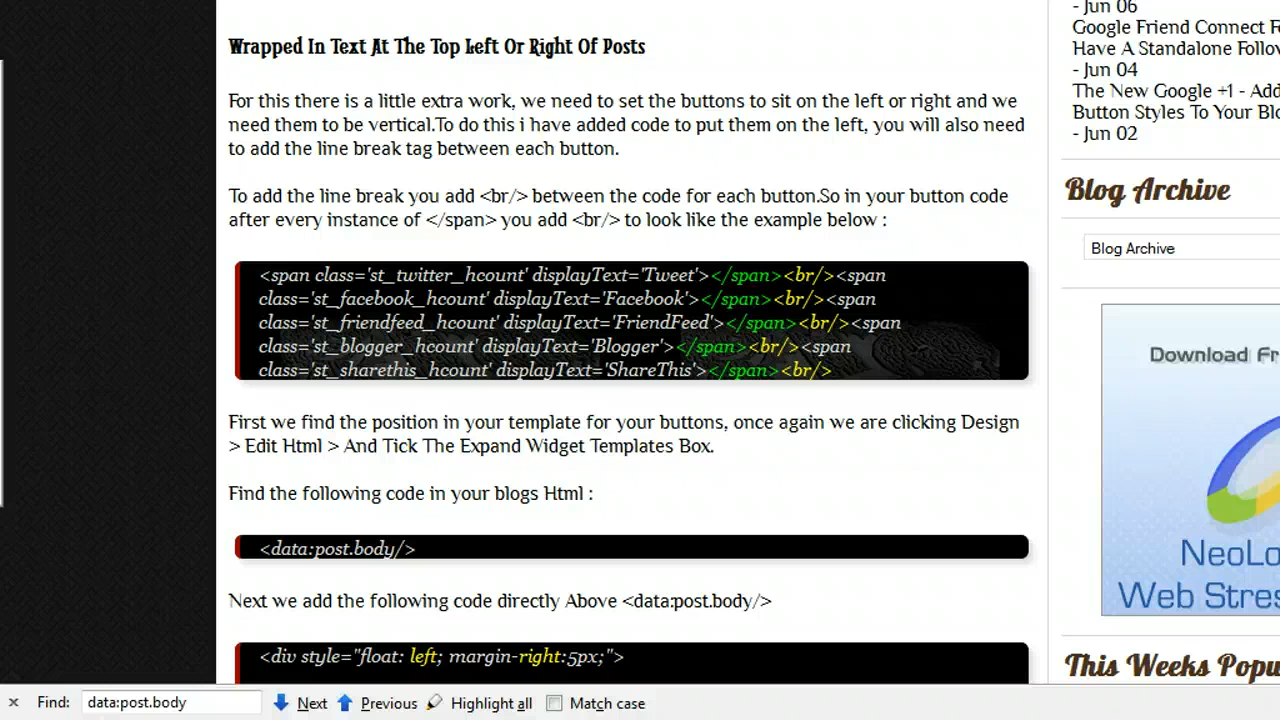 Wrapped In Text At The Top Left Or Right Of Posts
For this there is a little extra work, we need to set the buttons to sit on the left or right and we
need them to be vertical.To do this i have added code to put them on the left, you will also need
to add the line break tag between each button.
To add the line break you add <br/> between the code for each button.So in your button code
after every instance of </span> you add <br/> to look like the example below :
<span class='st_twitter_hcount' displayText='Tweet'></span><br/><span
class='st_facebook_hcount' displayText='Facebook'></span><br/><span
class='st_friendfeed_hcount' displayText='FriendFeed'></span><br/><span
class='st_blogger_hcount' displayText='Blogger'></span><br/><span
class='st_sharethis_hcount' displayText='ShareThis'></span><br/>
First we find the position in your template for your buttons, once again we are clicking Design
> Edit Html > And Tick The Expand Widget Templates Box.
Find the following code in your blogs Html :
<data:post.body/>
Next we add the following code directly Above <data:post.body/>
<div style="float: left; margin-right:5px;">
- Jun 06
Google Friend Connect
Have A Standalone
- Jun 04
The New Google +1 - Add
Button Styles To Your
- Jun 02
Blog Archive
Blog Archive
Download
Web
This Weeks
Find: data:post.body Next Previous Highlight all Match case